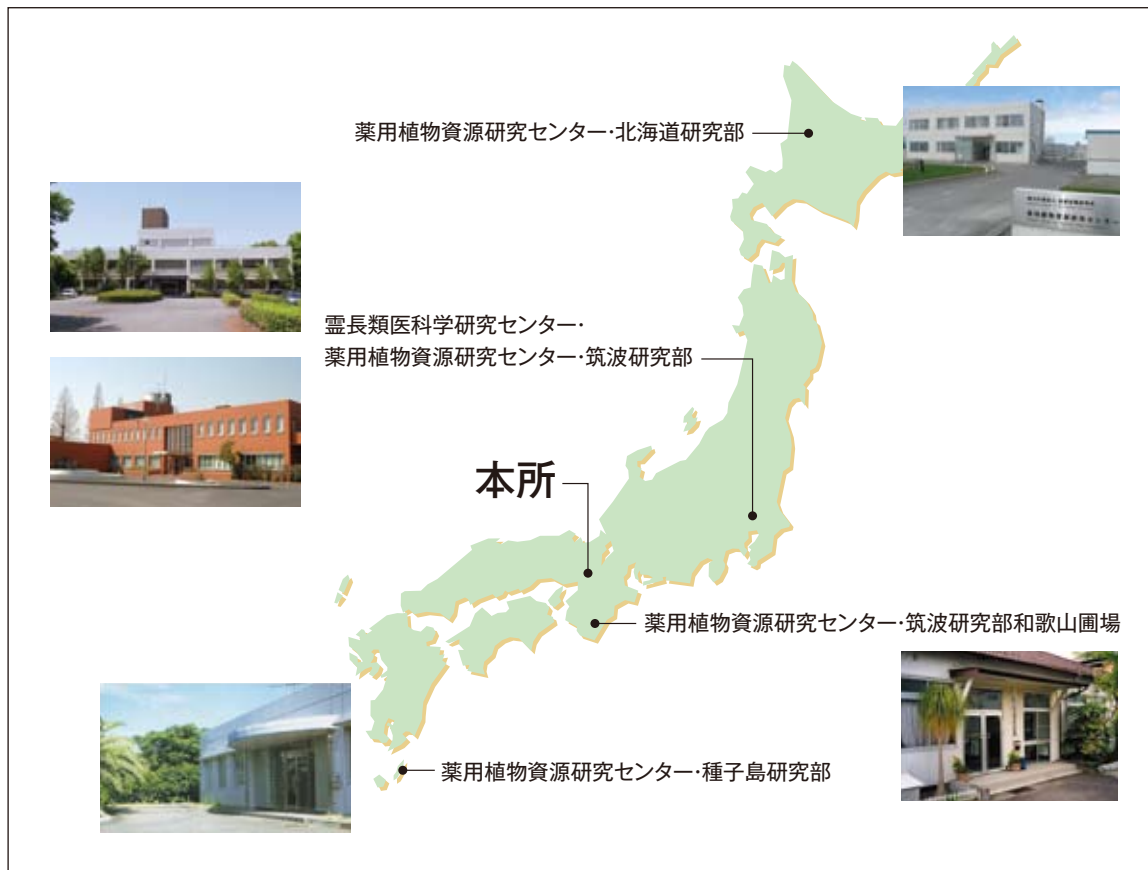 薬用植物資源研究センター・北海道研究部
霊長類医科学研究センター・
薬用植物資源研究センター・筑波研究部
本所
薬用植物資源研究センター・筑波研究部和歌山圃場
薬用植物資源研究センター・種子島研究部